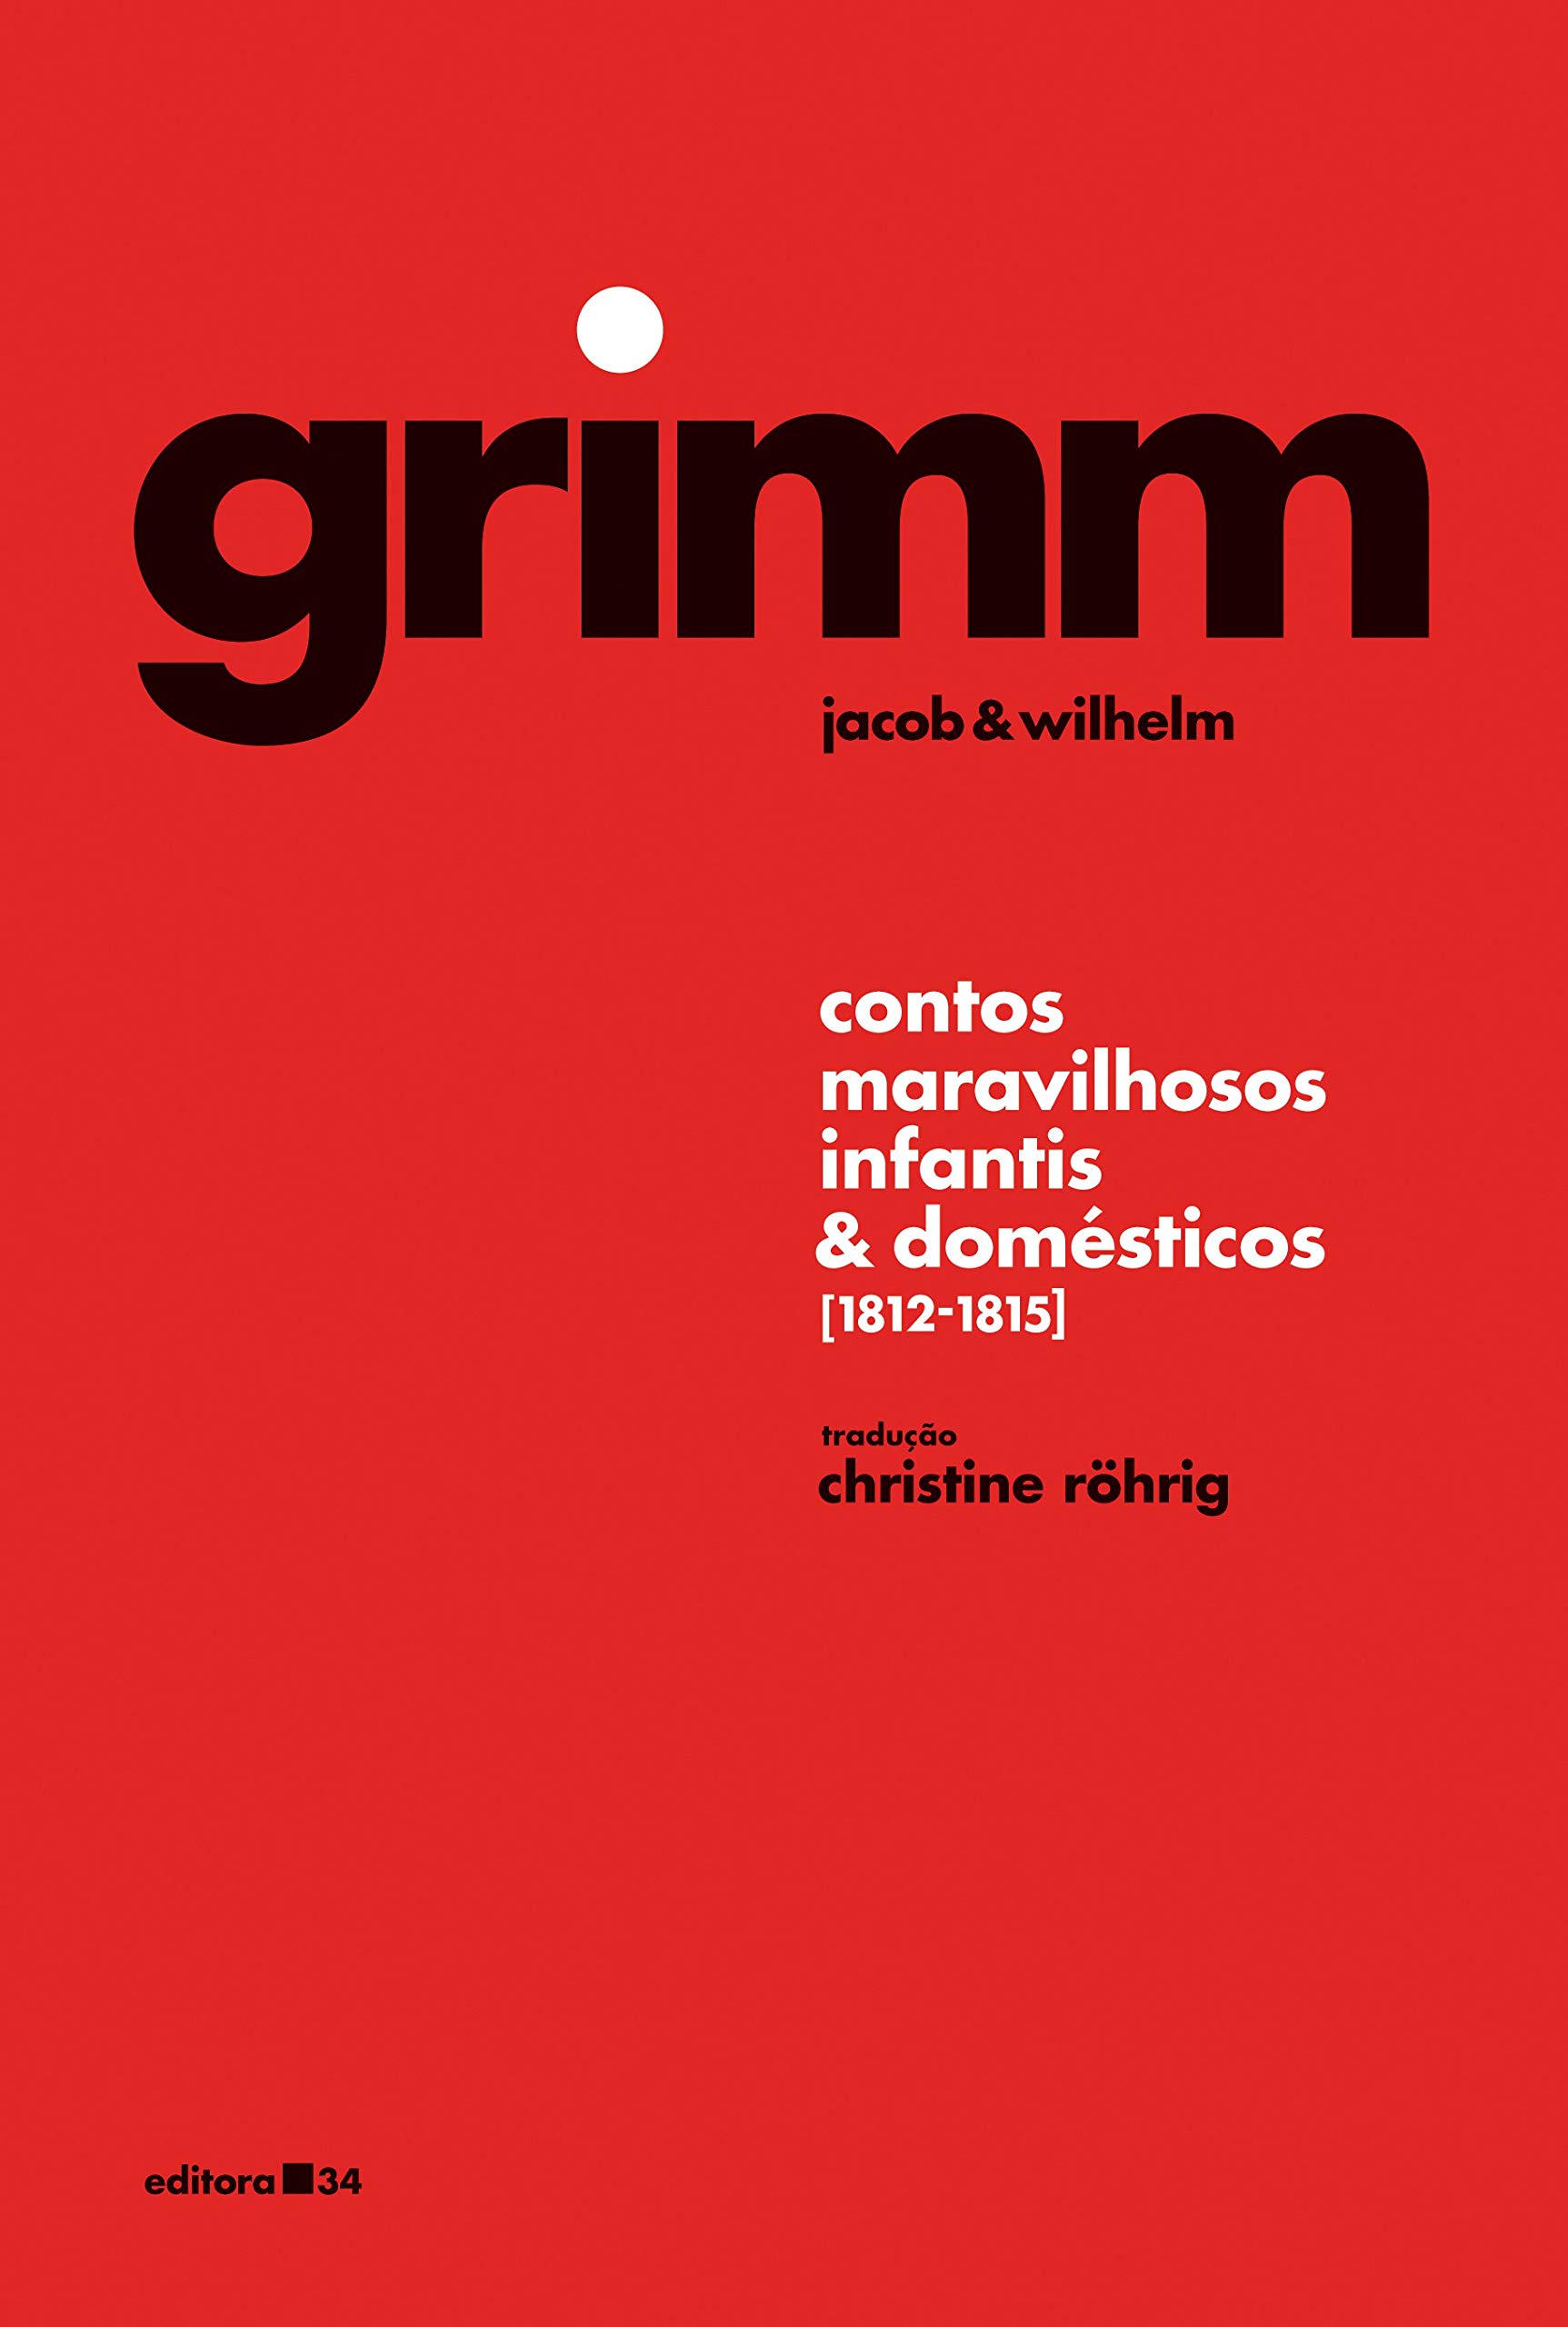 grimm
jacob & wilhelm
contos
maravilhosos
infantis
& domésticos
[1812-1815]
tradução
christine röhrig
editora 34